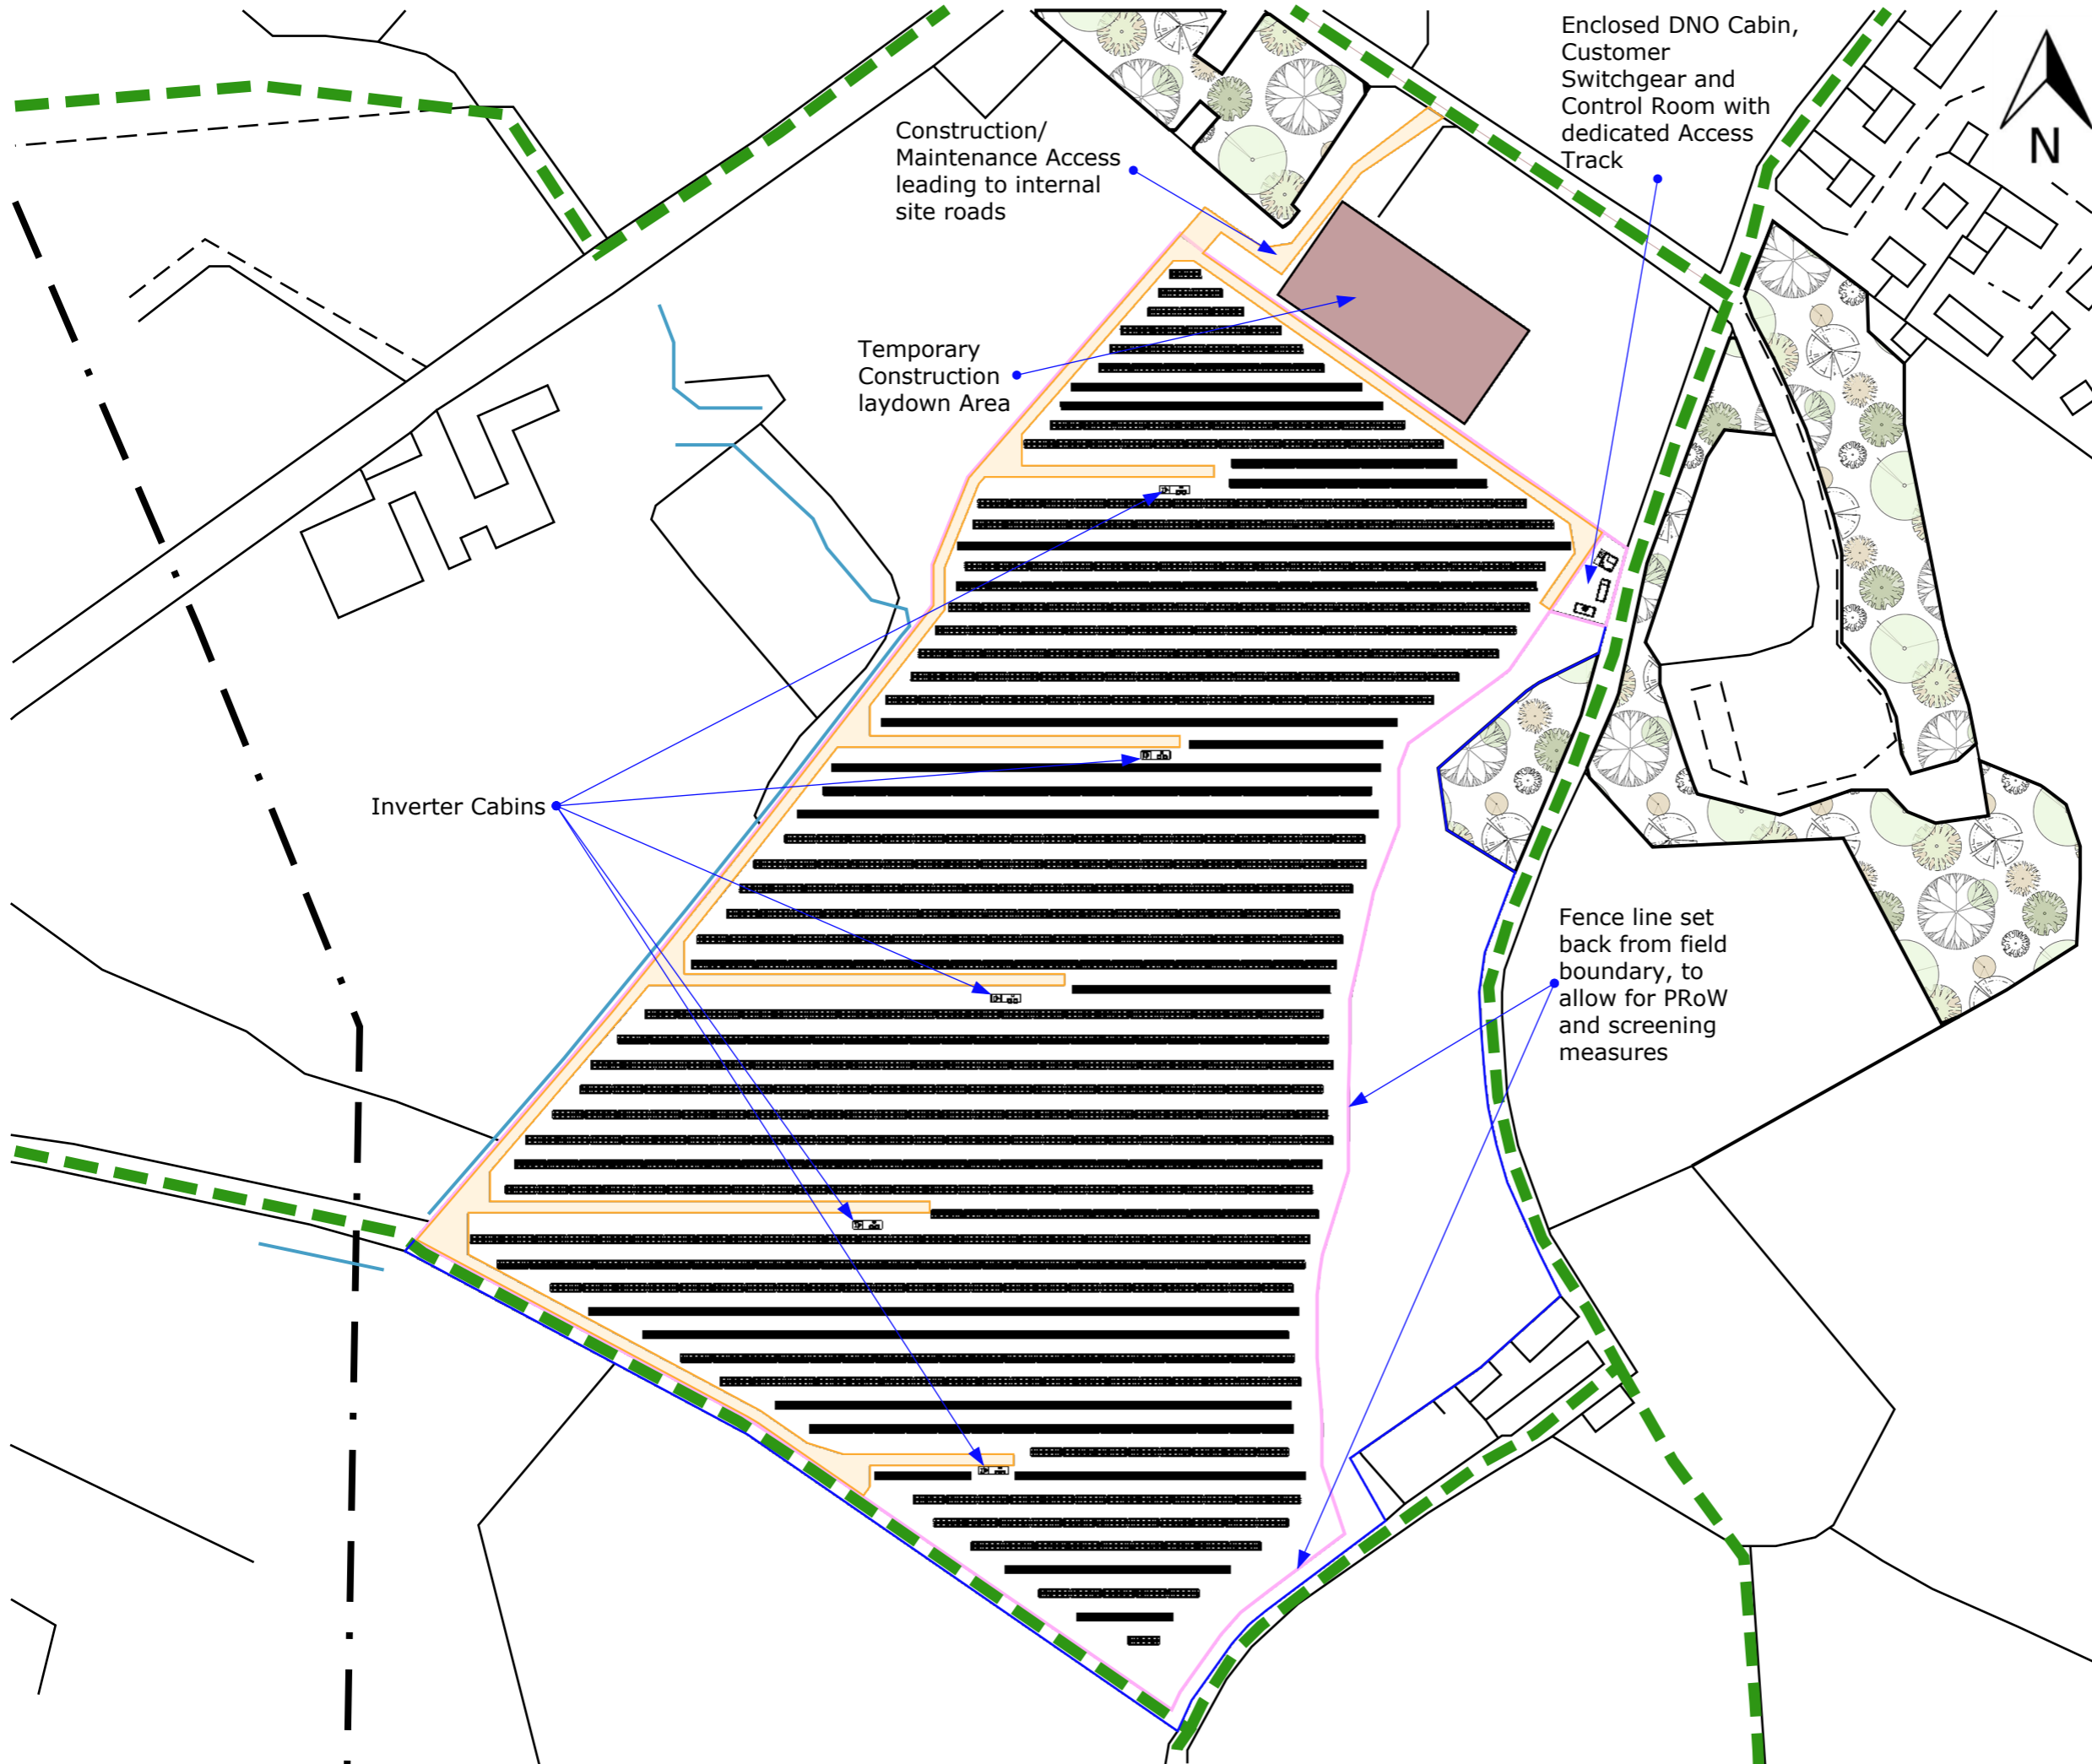 Enclosed DNO Cabin,
Customer
Switchgear and
Control Room with
dedicated Access
Track
N
Construction/
Maintenance Access
leading to internal
site roads
Temporary
Construction
laydown Area
Inverter Cabins
Fence line set
back from field
boundary, to
allow for PRoW
and screening
measures